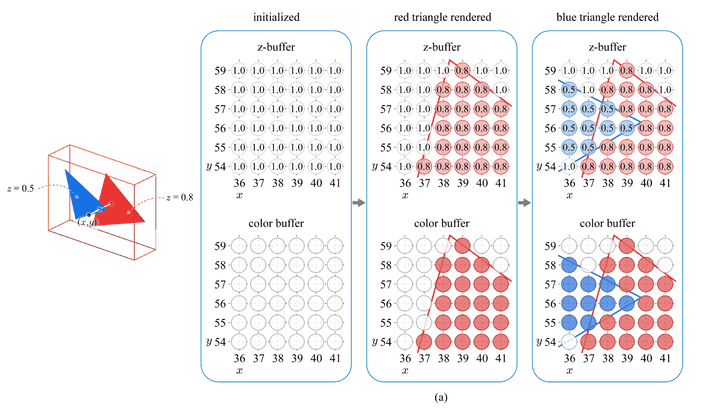 initialized
z-buffer
59 1.0 1.0 1.0 1.0 1.0 1.0
58 1.0 1.0 1.0 1.0 1.0 1.0
57 1.0 1.0 1.0 1.0 1.0 1.0
56 1.0 1.0 1.0 1.0 1.0 1.0
55 1.0 1.0 1.0 1.0 1.0 1.0
y 54 1.0 1.0 1.0 1.0 1.0 1.0
36 37 38 39 40 41
x
color buffer
59
58
57
56
55
y 54
36 37 38 39 40 41
x
red triangle rendered
z-buffer
59 1.0 1.0 1.0 0.8 1.0 1.0
58 1.0 1.0 0.8 0.8 0.8 1.0
57 1.0 1.0 0.8 0.8 0.8 0.8
56 1.0 1.0 0.8 0.8 0.8 0.8
55 1.0 1.0 0.8 0.8 0.8 0.8
y 54 1.0 0.8 0.8 0.8 0.8 0.8
36 37 38 39 40 41
x
color buffer
59
58
57
56
55
y 54
36 37 38 39 40 41
x
blue triangle rendered
z-buffer
59 1.0 1.0 1.0 0.8 1.0 1.0
58 0.5 1.0 0.8 0.8 0.8 1.0
57 0.5 0.5 0.5 0.8 0.8 0.8
56 0.5 0.5 0.5 0.5 0.8 0.8
55 0.5 0.5 0.8 0.8 0.8 0.8
y 54 1.0 0.8 0.8 0.8 0.8 0.8
36 37 38 39 40 41
x
color buffer
59
58
57
56
55
y 54
36 37 38 39 40 41
x
z = 0.5
z = 0.8
(x,y)
(a)